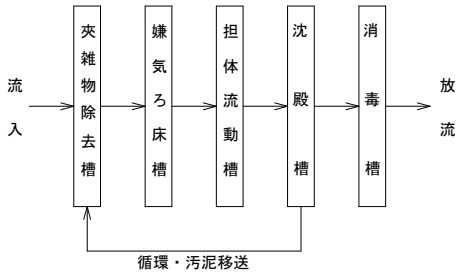 流入
夾雑物除去槽
嫌気ろ床槽
担体流動槽
沈殿槽
消毒槽
放流
循環・汚泥移送